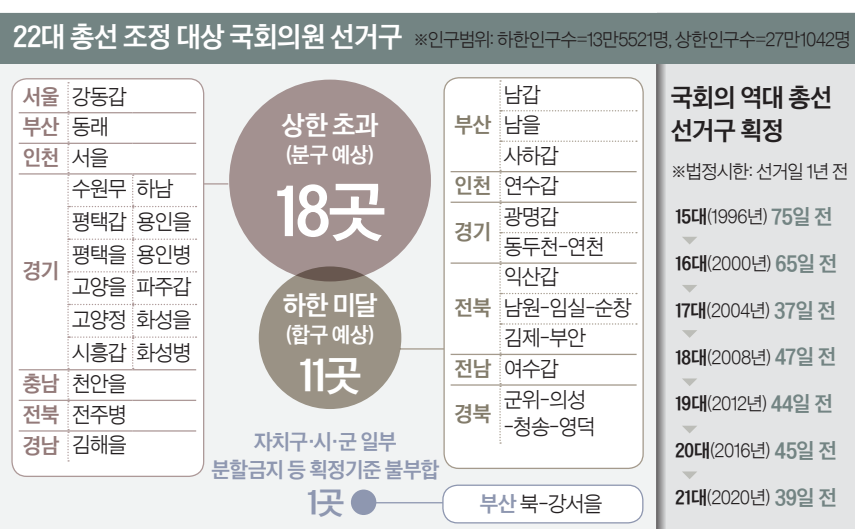 22대 총선 조정 대상 국회의원 선거구 ※인구범위: 하한인구수=13만5521명, 상한인구수=27만1042명
서울 강동갑
부산 동래
인천 서을
경기
수원무 하남
평택갑 용인을
평택을 용인병
고양을 파주갑
고양정 화성을
시흥갑 화성병
충남 천안을
전북 전주병
경남 김해을
상한 초과
(분구 예상)
18곳
하한 미달
(합구 예상)
11곳
부산
남갑
남을
사하갑
인천 연수갑
경기
광명갑
동두천-연천
전북
익산갑
남원-임실-순창
김제-부안
전남 여수갑
경북
군위-의성
-청송-영덕
자치구·시·군 일부
분할금지 등 획정기준 불부합
1곳
부산 북-강서을
국회의 역대 총선
선거구 획정
※법정시한: 선거일 1년 전
15대(1996년) 75일 전
16대(2000년) 65일 전
17대(2004년) 37일 전
18대(2008년) 47일 전
19대(2012년) 44일 전
20대(2016년) 45일 전
21대(2020년) 39일 전